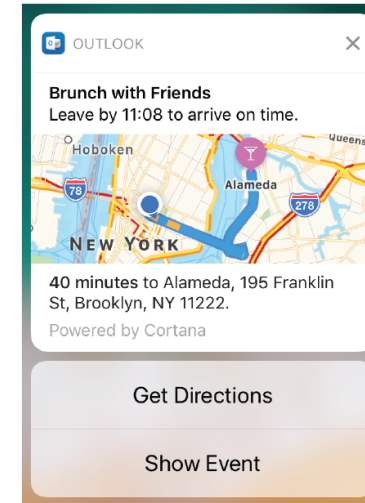 OUTLOOK
Brunch with Friends
Leave by 11:08 to arrive on time.
Queens
Hoboken
78
Alameda
278
NEW YORK
40 minutes to Alameda, 195 Franklin
St, Brooklyn, NY 11222.
Powered by Cortana
Get Directions
Show Event